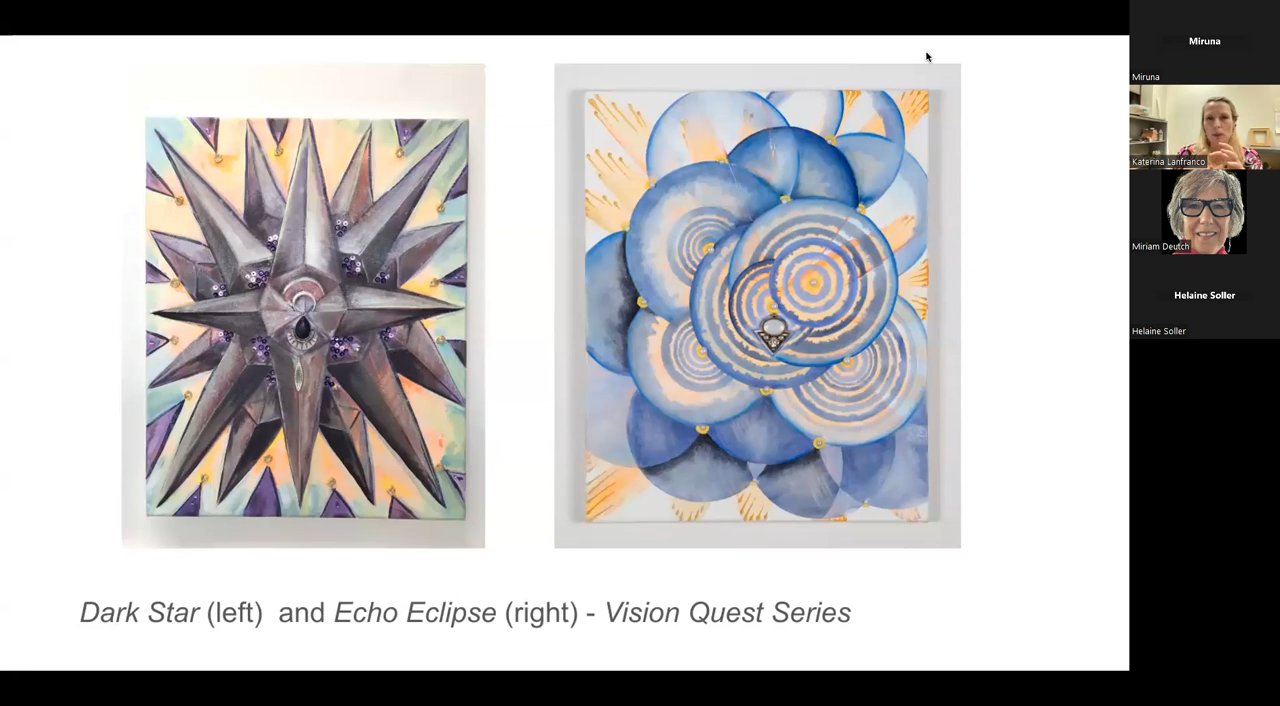 Dark Star (left) and Echo Eclipse (right) - Vision Quest Series
Miruna
Miruna
Katerina Lanfranco
Miriam Deutch
Helaine Soller
Helaine Soller